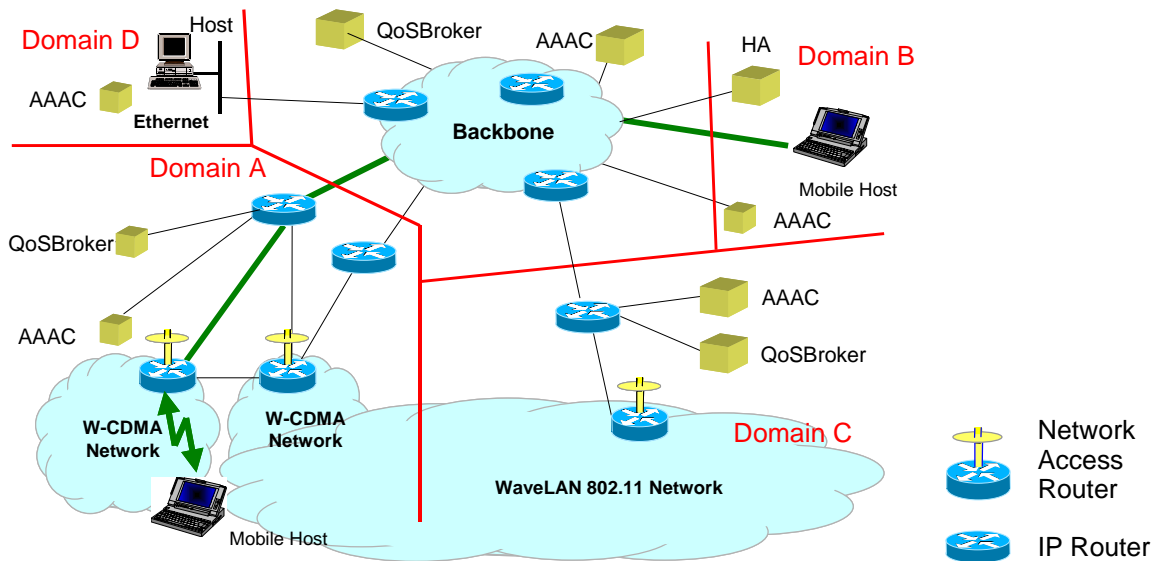 Host
QoSBroker
AAAC
HA
Domain D
Domain B
AAAC
Ethernet
Backbone
Domain A
Mobile Host
AAAC
QoSBroker
AAAC
AAAC
QoSBroker
W-CDMA
Network
W-CDMA
Network
Domain C
WaveLAN 802.11 Network
Mobile Host
Network
Access
Router
IP Router